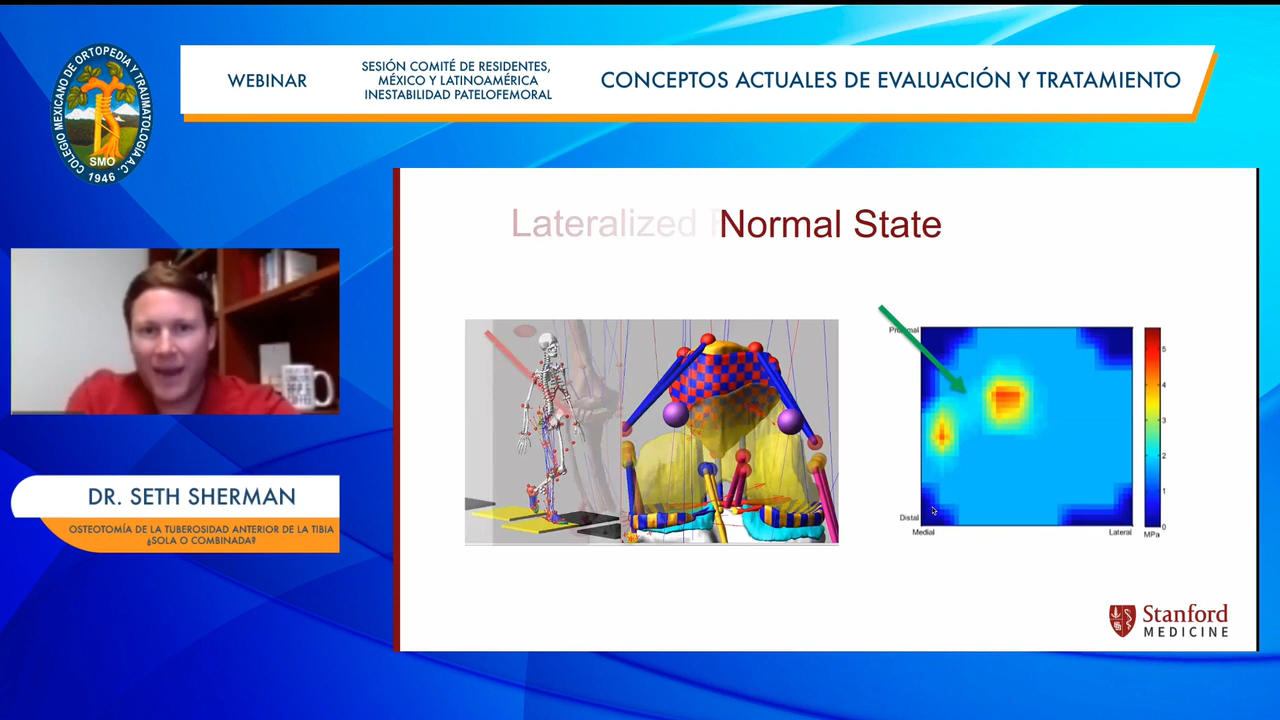 COLEGIO MEXICANO DE ORTOPEDIA Y TRAUMATOLOGÍA A.C.
SMO
1946
WEBINAR
SESIÓN COMITÉ DE RESIDENTES,
MÉXICO Y LATINOAMÉRICA
INESTABILIDAD PATELOFEMORAL
CONCEPTOS ACTUALES DE EVALUACIÓN Y TRATAMIENTO
Lateralized
Normal State
Distal
Medial
Lateral
5
4
3
2
1
0
MPa
DR. SETH SHERMAN
OSTEOTOMÍA DE LA TUBEROSIDAD ANTERIOR DE LA TIBIA
¿SOLA O COMBINADA?
Stanford
MEDICINE